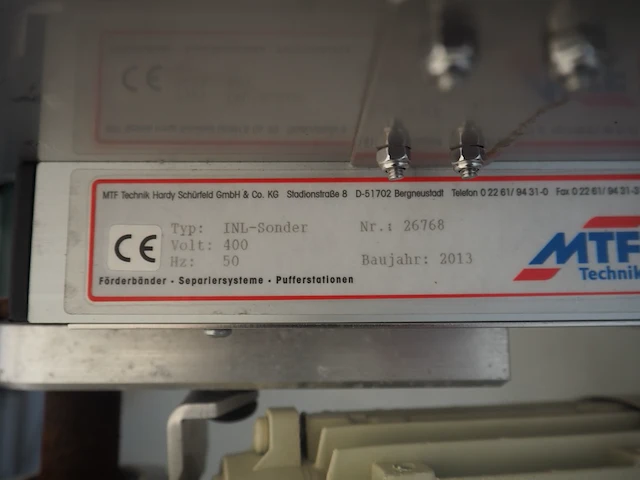 MTF Technik Hardy Schürfeld GmbH & Co. KG Stadionstraße 8 D-51702 Bergneustadt Telefon 0 22 61/ 94 31-0 Fax 0 22 61/ 94 31-3
CE
Typ: INL-Sonder Nr.: 26768
Volt: 400
Hz: 50 Baujahr: 2013
MTF
Technik
Förderbänder · Separiersysteme · Pufferstationen